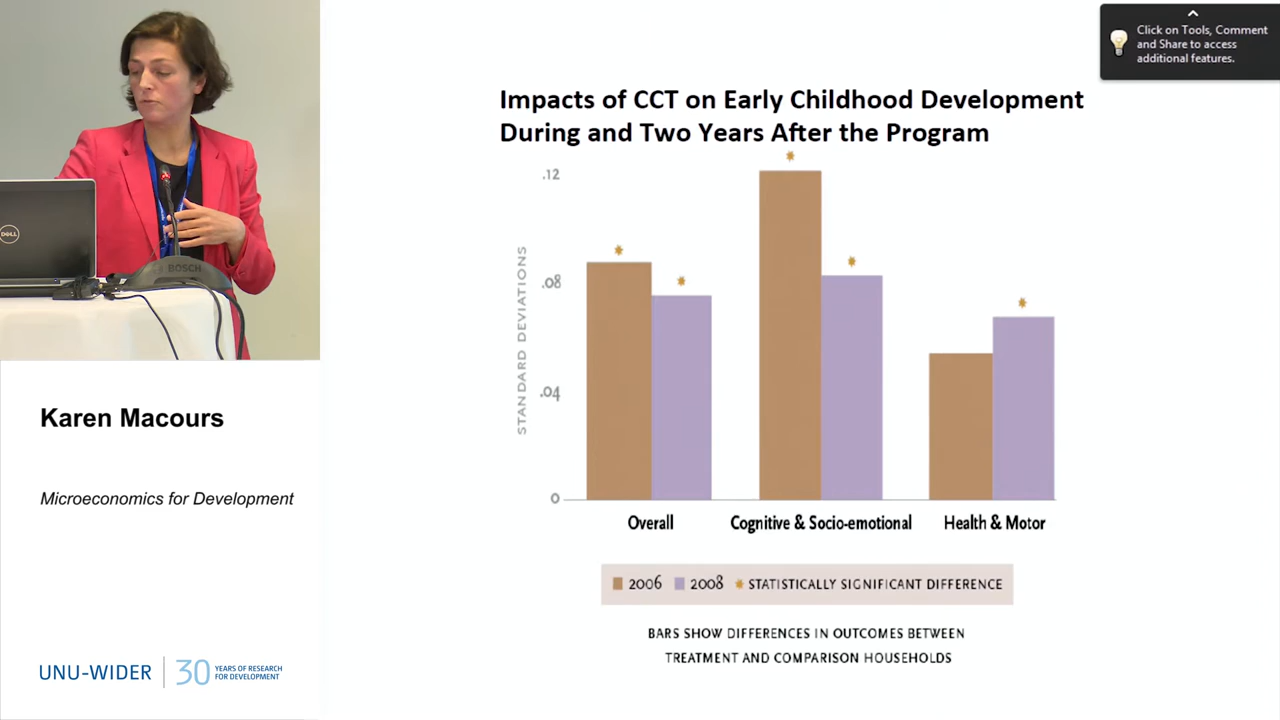 Click on Tools, Comment
and Share to access
additional features.
Impacts of CCT on Early Childhood Development
During and Two Years After the Program
.12
.08
.04
0
STANDARD DEVIATIONS
Overall
Cognitive & Socio-emotional
Health & Motor
2006 2008 STATISTICALLY SIGNIFICANT DIFFERENCE
BARS SHOW DIFFERENCES IN OUTCOMES BETWEEN
TREATMENT AND COMPARISON HOUSEHOLDS
DELL
BOSCH
Karen Macours
Microeconomics for Development
UNU-WIDER
30 YEARS OF RESEARCH
FOR DEVELOPMENT